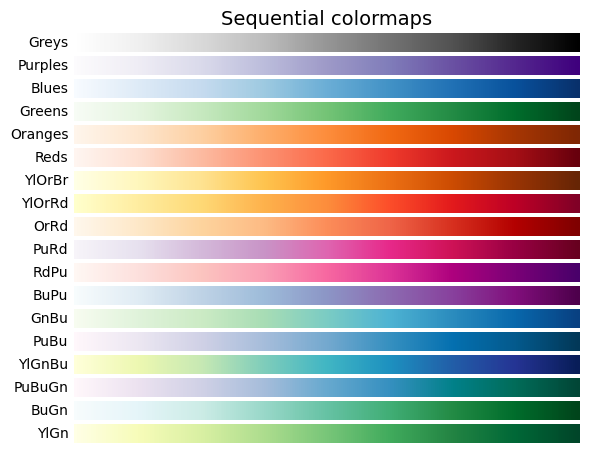 Sequential colormaps
Greys
Purples
Blues
Greens
Oranges
Reds
YlOrBr
YlOrRd
OrRd
PuRd
RdPu
BuPu
GnBu
PuBu
YlGnBu
PuBuGn
BuGn
YlGn